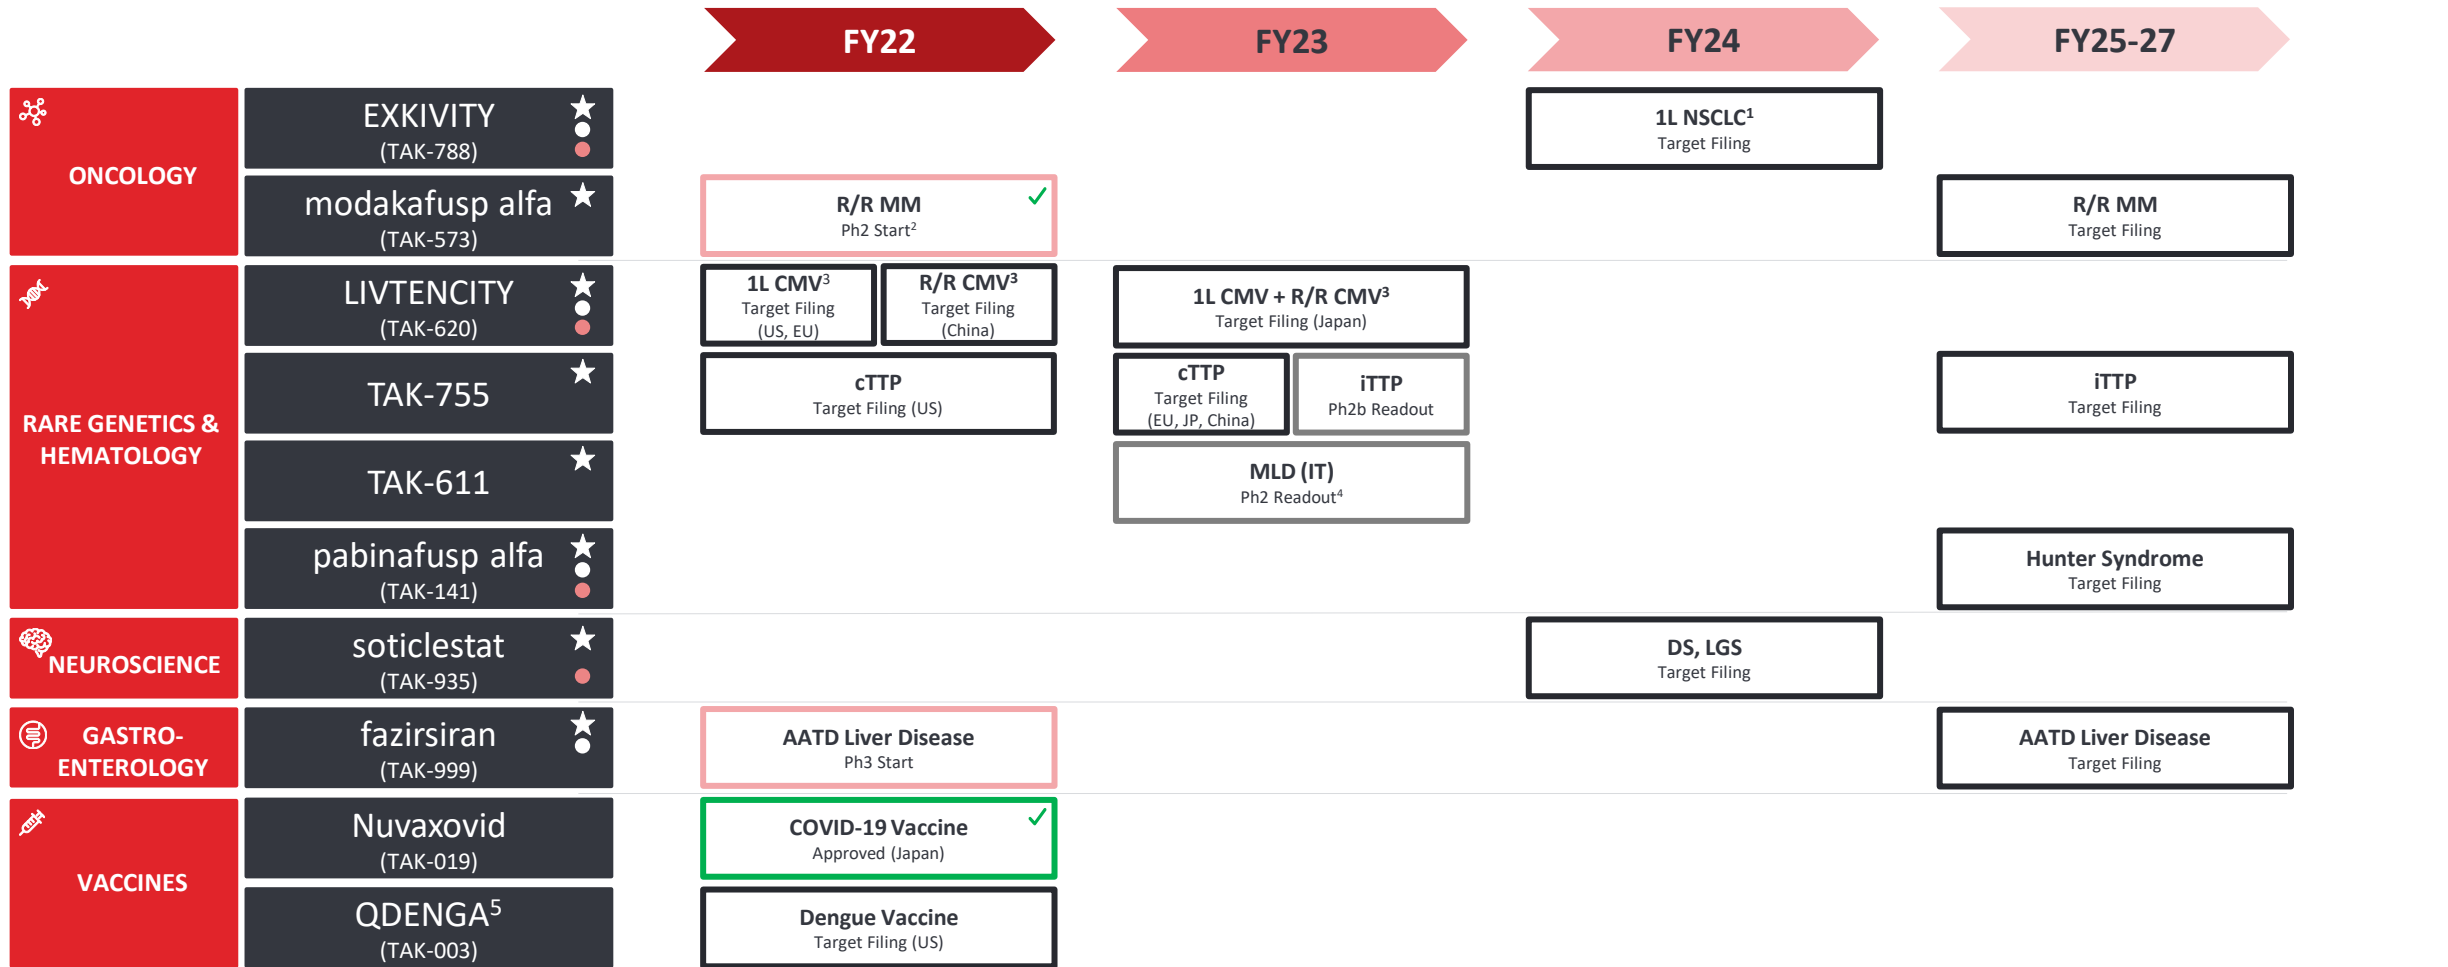 FY22
FY23
FY24
FY25-27
ONCOLOGY
EXKIVITY
(TAK-788)
1L NSCLC¹
Target Filing
modakafusp alfa
(TAK-573)
R/R MM
Ph2 Start²
R/R MM
Target Filing
RARE GENETICS &
HEMATOLOGY
LIVTENCITY
(TAK-620)
1L CMV³
Target Filing
(US, EU)
R/R CMV³
Target Filing
(China)
1L CMV + R/R CMV³
Target Filing (Japan)
TAK-755
cTTP
Target Filing (US)
cTTP
Target Filing
(EU, JP, China)
iTTP
Ph2b Readout
iTTP
Target Filing
TAK-611
MLD (IT)
Ph2 Readout⁴
pabinafusp alfa
(TAK-141)
Hunter Syndrome
Target Filing
NEUROSCIENCE
soticlestat
(TAK-935)
DS, LGS
Target Filing
GASTRO-
ENTEROLOGY
fazirsiran
(TAK-999)
AATD Liver Disease
Ph3 Start
AATD Liver Disease
Target Filing
VACCINES
Nuvaxovid
(TAK-019)
COVID-19 Vaccine
Approved (Japan)
QDENGA⁵
(TAK-003)
Dengue Vaccine
Target Filing (US)